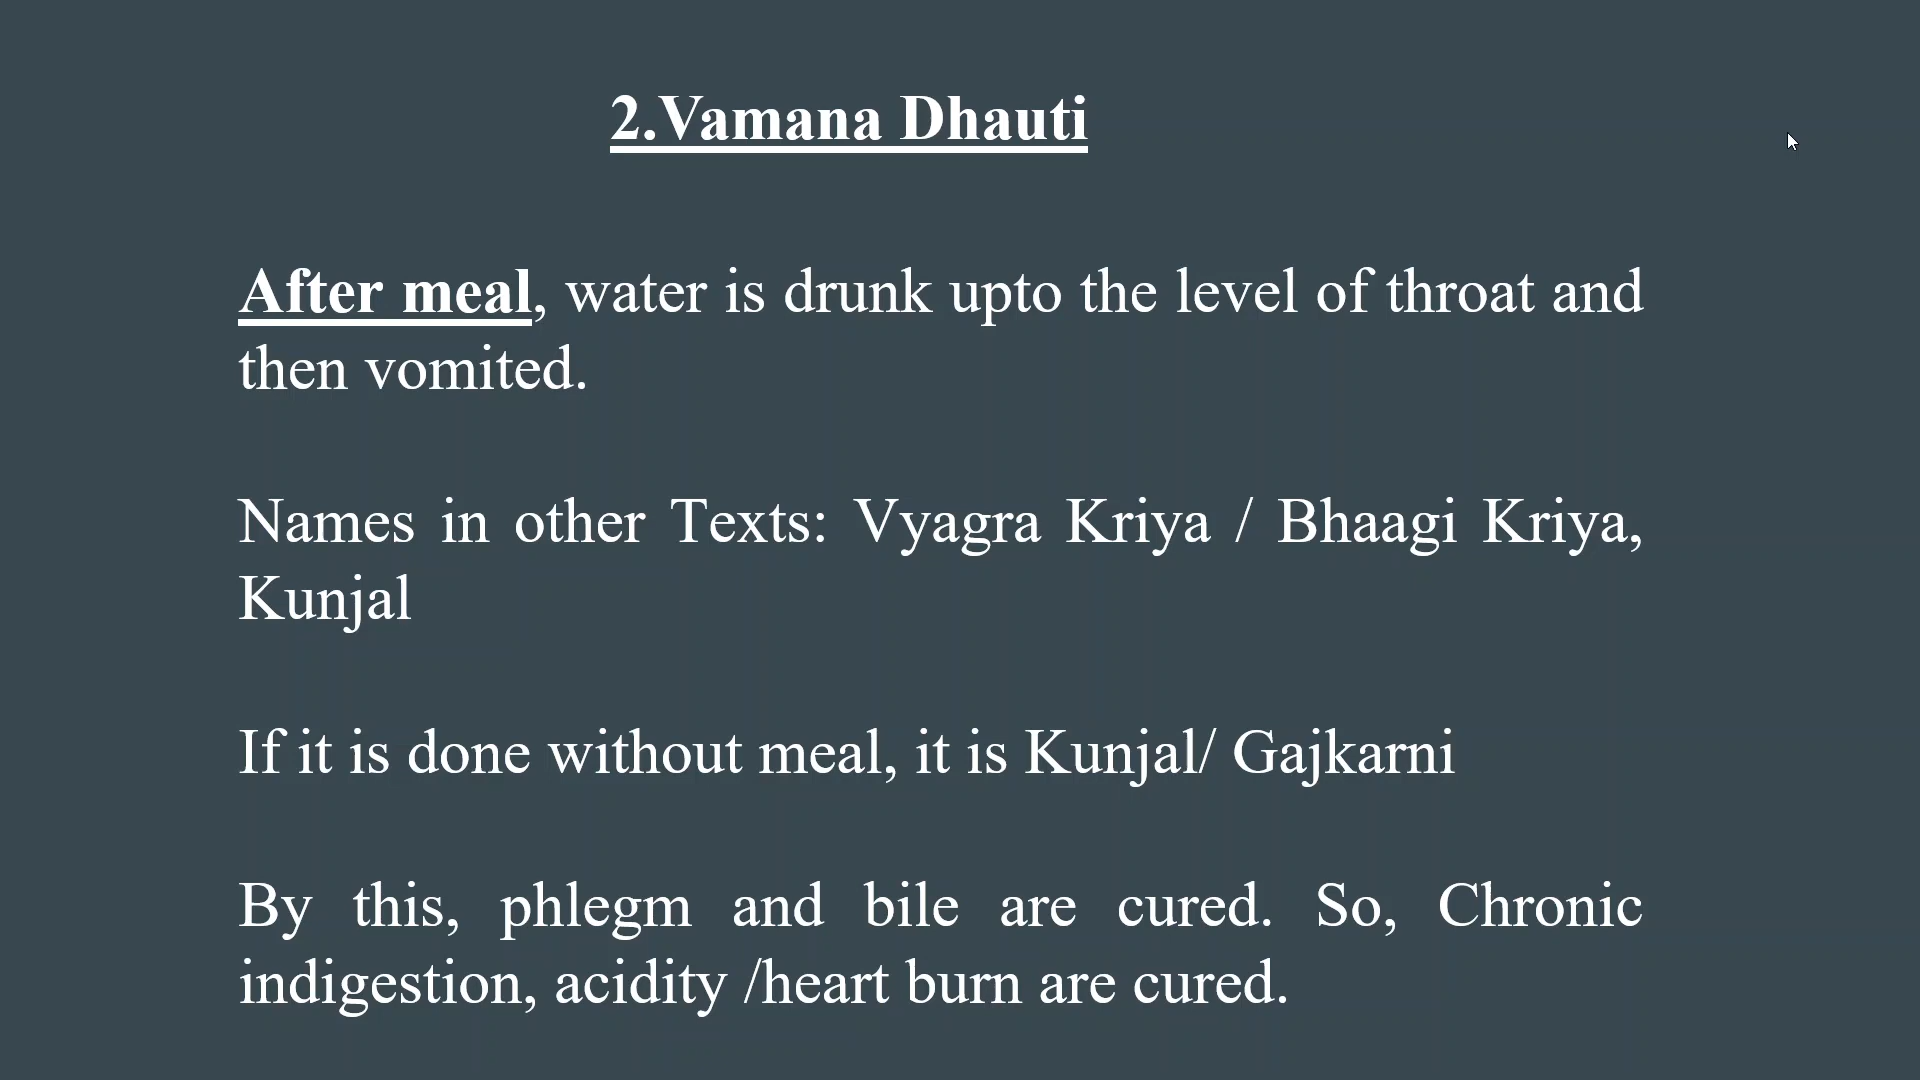 2.Vamana Dhauti
After meal, water is drunk upto the level of throat and
then vomited.
Names in other Texts: Vyagra Kriya / Bhaagi Kriya,
Kunjal
If it is done without meal, it is Kunjal/ Gajkarni
By this, phlegm and bile are cured. So, Chronic
indigestion, acidity /heart burn are cured.